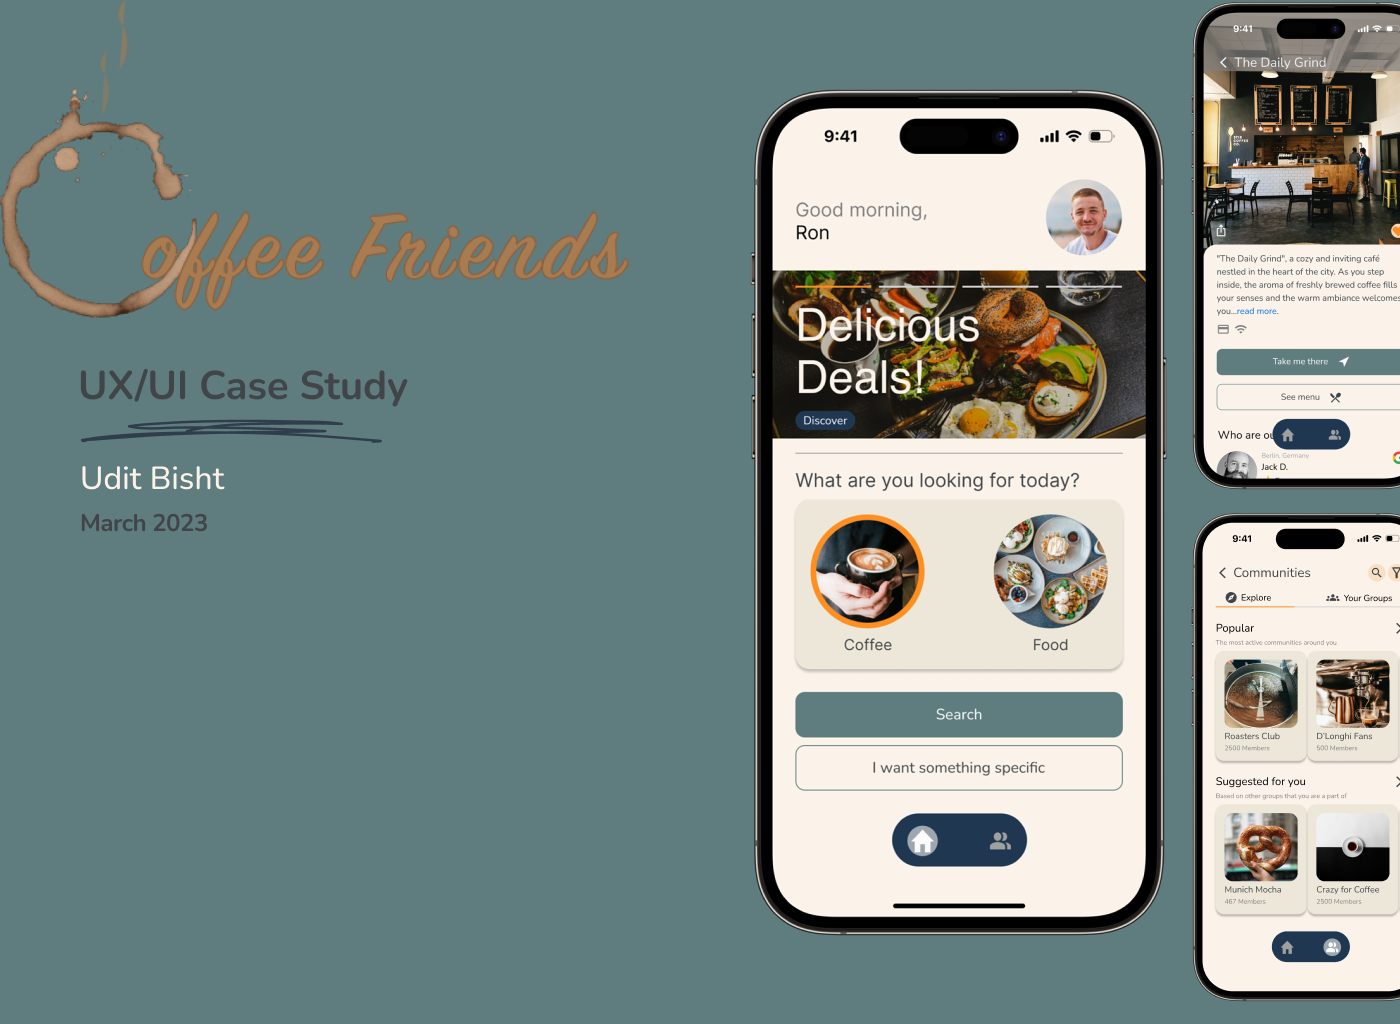 Coffee Friends
UX/UI Case Study
Udit Bisht
March 2023
9:41
Good morning,
Ron
Delicious
Deals!
Discover
What are you looking for today?
Coffee
Food
Search
I want something specific
9:41
The Daily Grind
"The Daily Grind", a cozy and inviting café
nestled in the heart of the city. As you step
inside, the aroma of freshly brewed coffee fills
your senses and the warm ambiance welcomes
you...read more.
Take me there
See menu
Who are ou
Berlin, Germany
Jack D.
9:41
Communities
Explore
Your Groups
Popular
The most active communities around you
Roasters Club
2500 Members
D'Longhi Fans
500 Members
Suggested for you
Based on other groups that you are a part of
Munich Mocha
467 Members
Crazy for Coffee
2500 Members